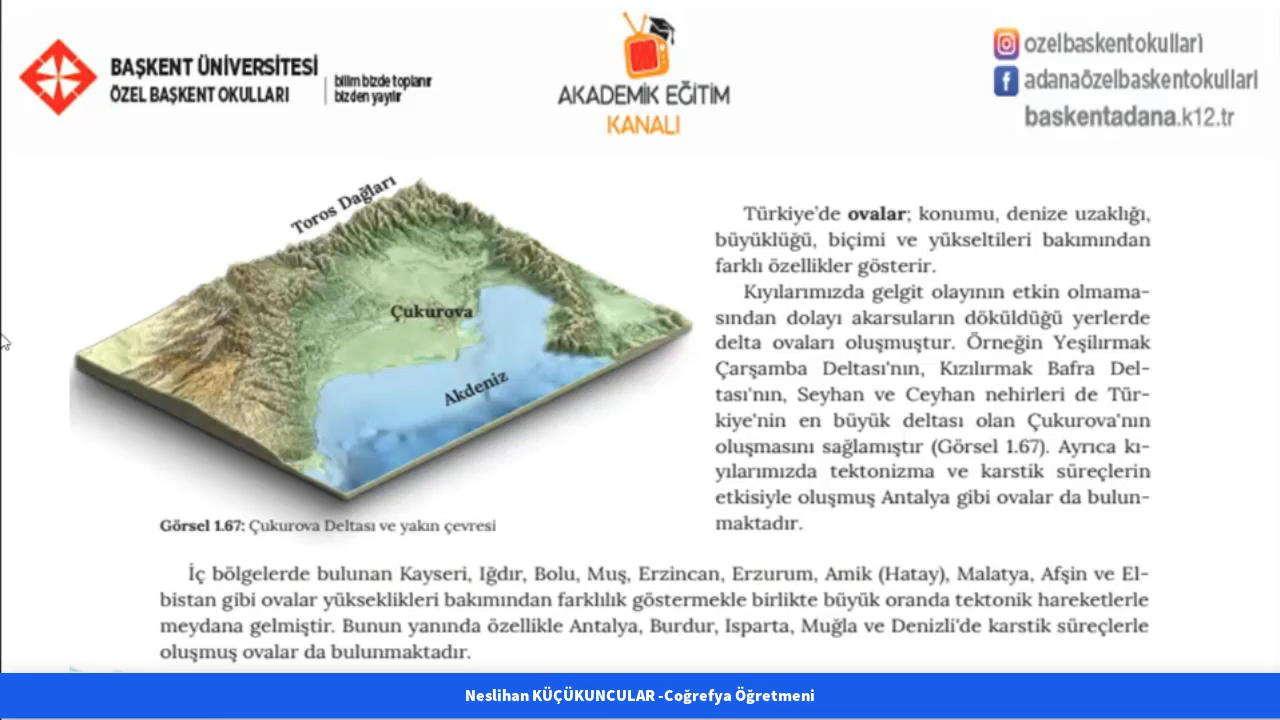 BAŞKENT ÜNİVERSİTESİ
ÖZEL BAŞKENT OKULLARI
bilim bizde toplanır
bizden yayılır
AKADEMİK EĞİTİM
KANALI
ozelbaskentokulları
adanaözelbaskentokulları
baskentadana.k12.tr
Toros Dağları
Çukurova
Akdeniz
Görsel 1.67: Çukurova Deltası ve yakın çevresi
Türkiye'de ovalar; konumu, denize uzaklığı,
büyüklüğü, biçimi ve yükseltileri bakımından
farklı özellikler gösterir.
Kıyılarımızda gelgit olayının etkin olmama-
sından dolayı akarsuların döküldüğü yerlerde
delta ovaları oluşmuştur. Örneğin Yeşilırmak
Çarşamba Deltası'nın, Kızılırmak Bafra Del-
tası'nın, Seyhan ve Ceyhan nehirleri de Tür-
kiye'nin en büyük deltası olan Çukurova'nın
oluşmasını sağlamıştır (Görsel 1.67). Ayrıca kı-
yılarımızda tektonizma ve karstik süreçlerin
etkisiyle oluşmuş Antalya gibi ovalar da bulun-
maktadır.
İç bölgelerde bulunan Kayseri, Iğdır, Bolu, Muş, Erzincan, Erzurum, Amik (Hatay), Malatya, Afşin ve El-
bistan gibi ovalar yükseklikleri bakımından farklılık göstermekle birlikte büyük oranda tektonik hareketlerle
meydana gelmiştir. Bunun yanında özellikle Antalya, Burdur, Isparta, Muğla ve Denizli'de karstik süreçlerle
oluşmuş ovalar da bulunmaktadır.
Neslihan KÜÇÜKUNCULAR -Coğrefya Öğretmeni